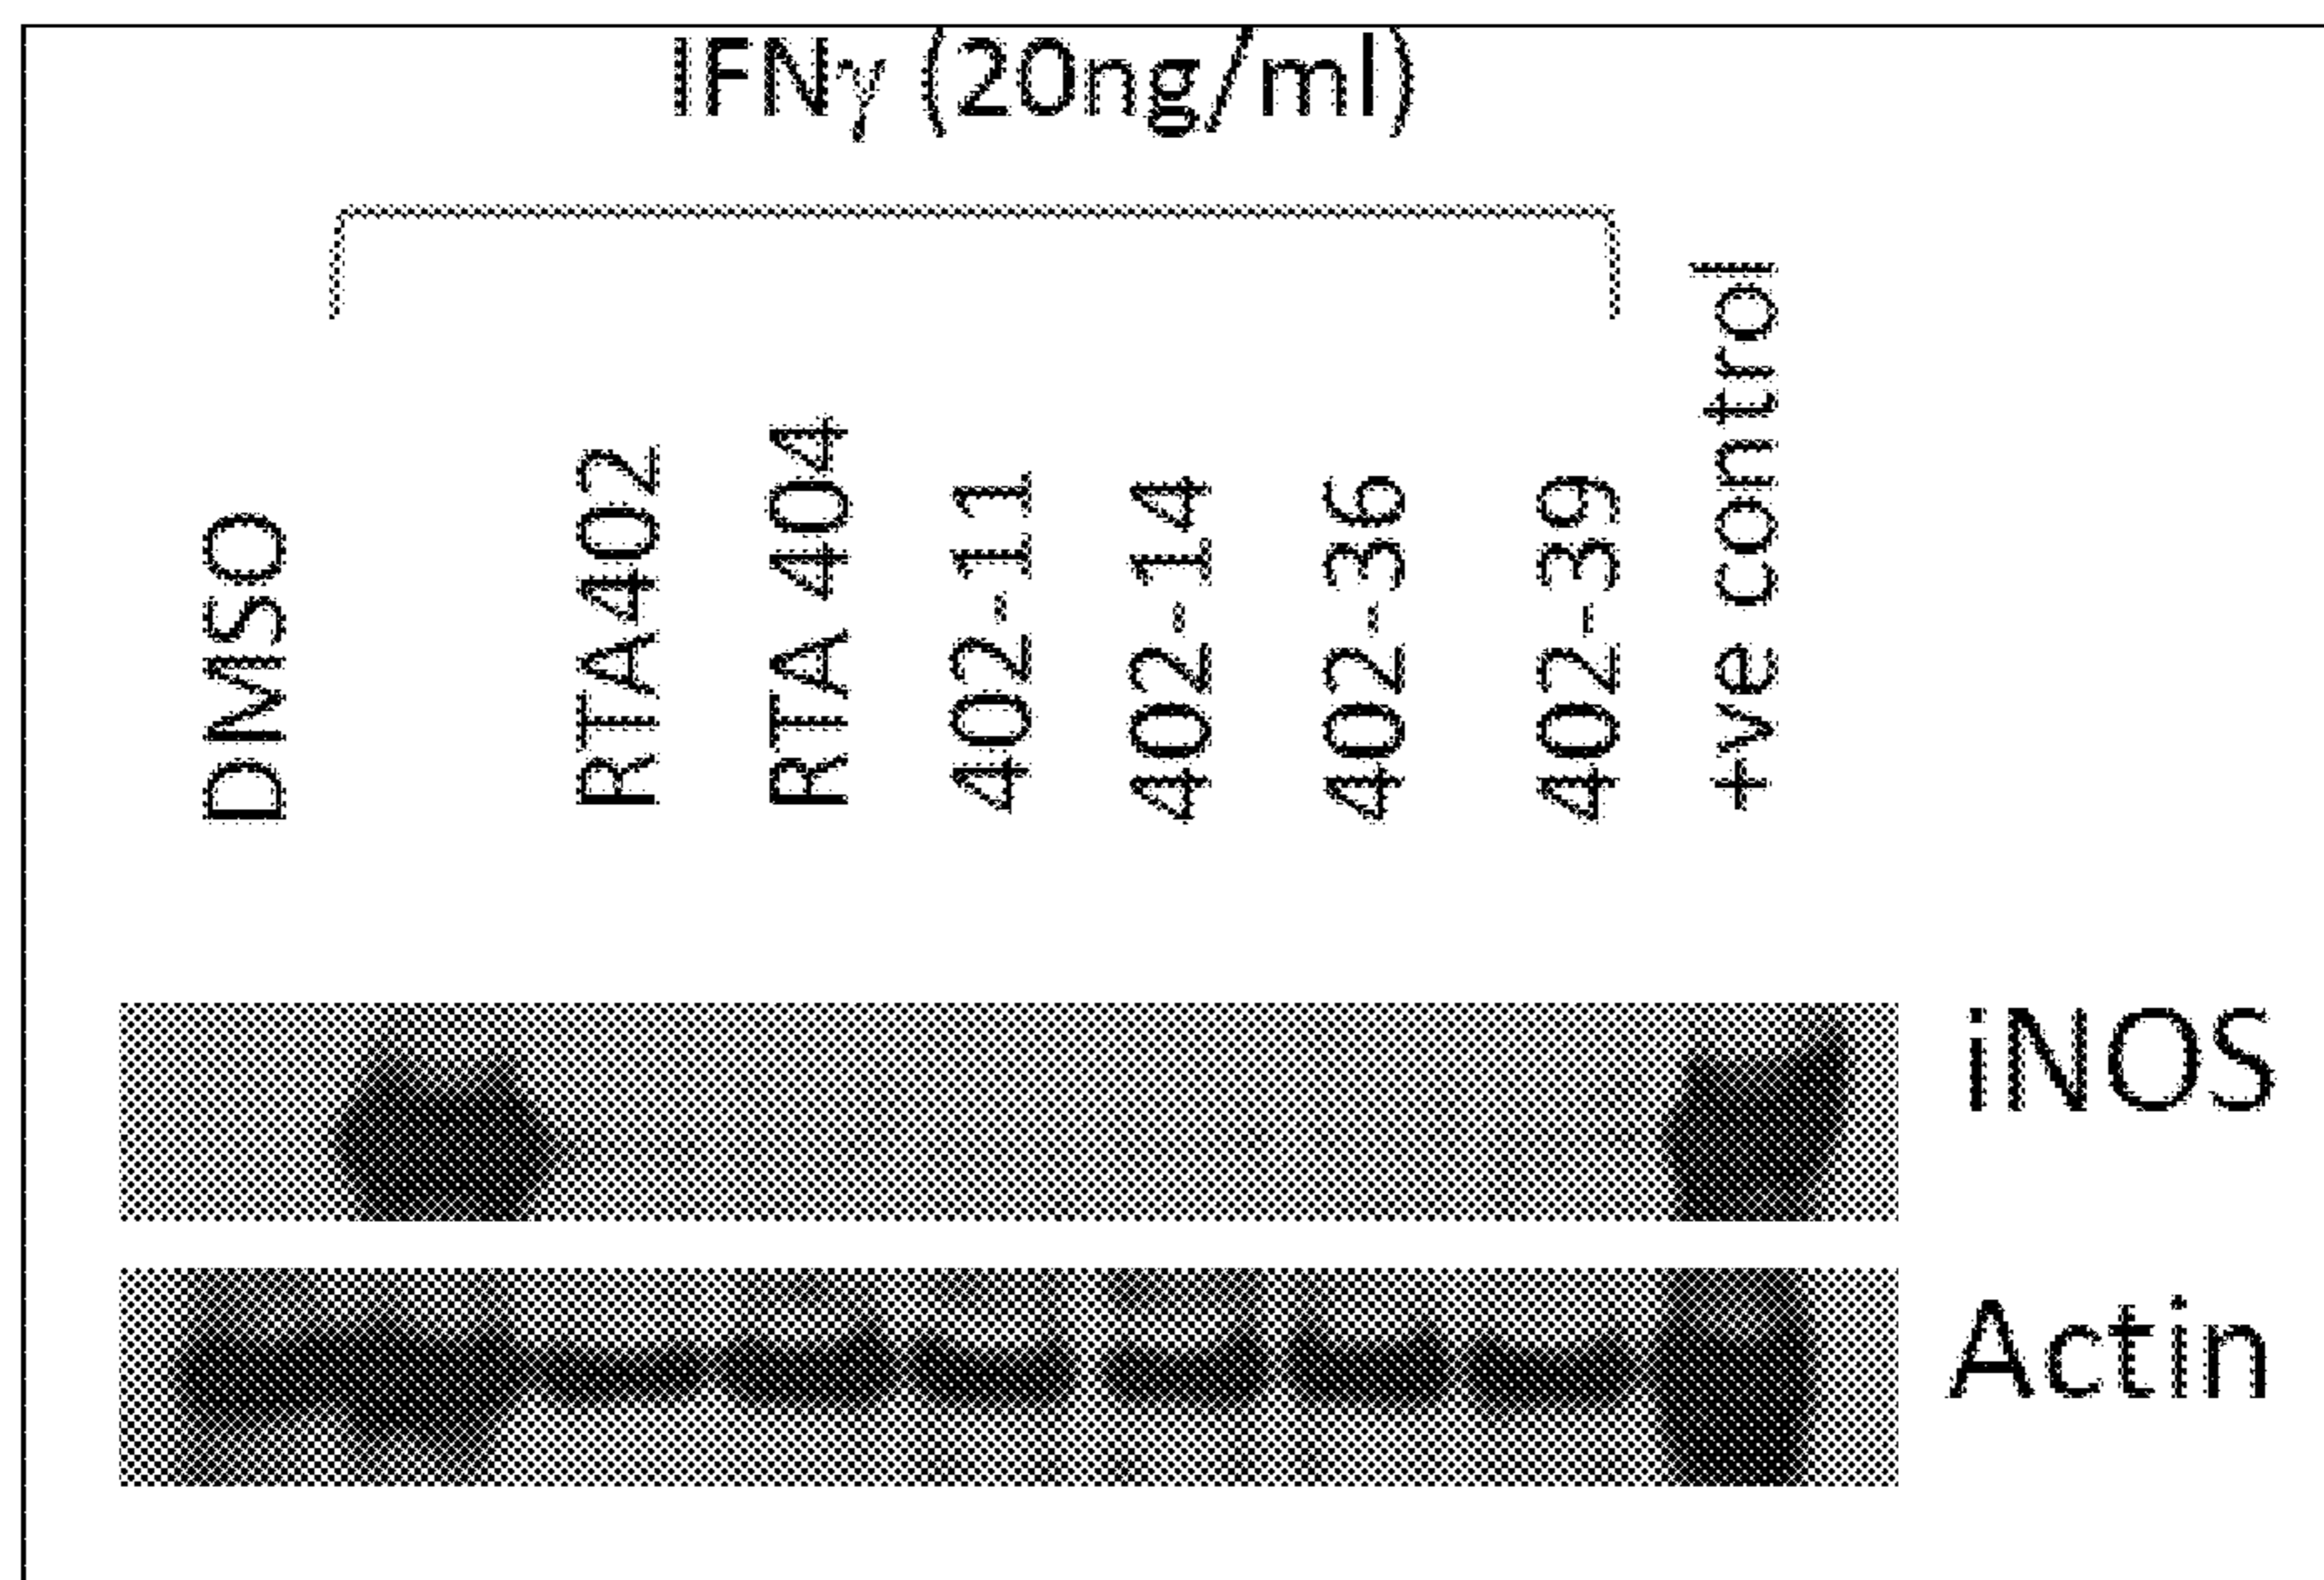 IFNγ (20ng/ml)
DMSO
RTA402
RTA 404
402-11
402-14
402-36
402-39
+ve control
iNOS
Actin